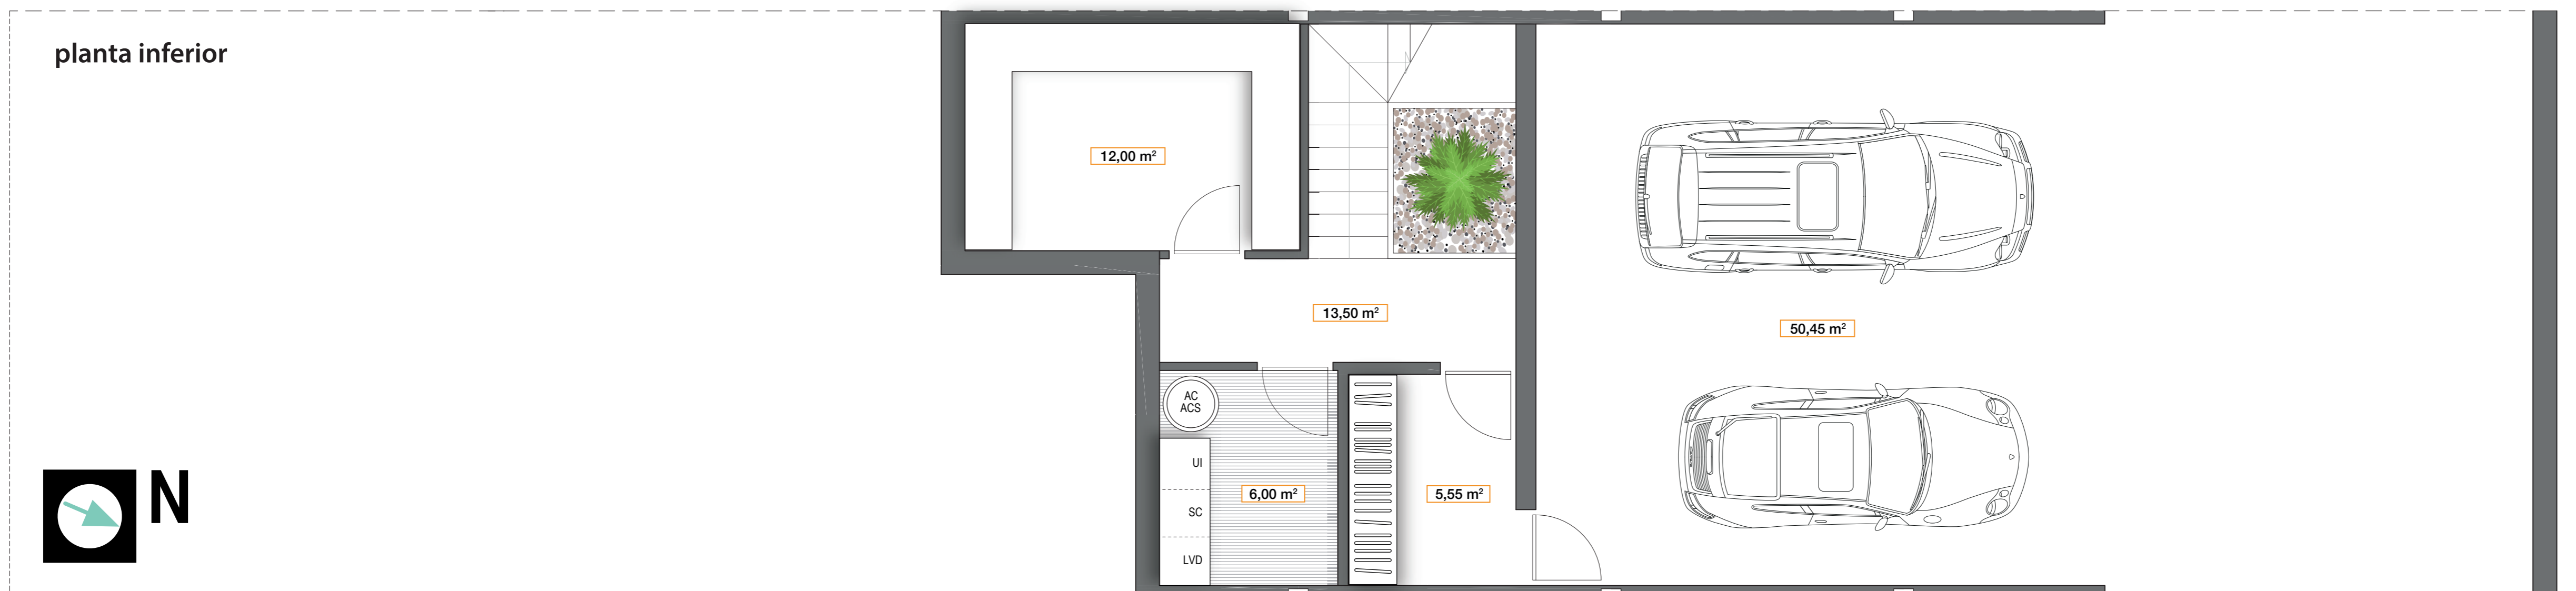 planta inferior
12,00 m²
13,50 m²
50,45 m²
AC
ACS
UI
SC
LVD
6,00 m²
5,55 m²
N